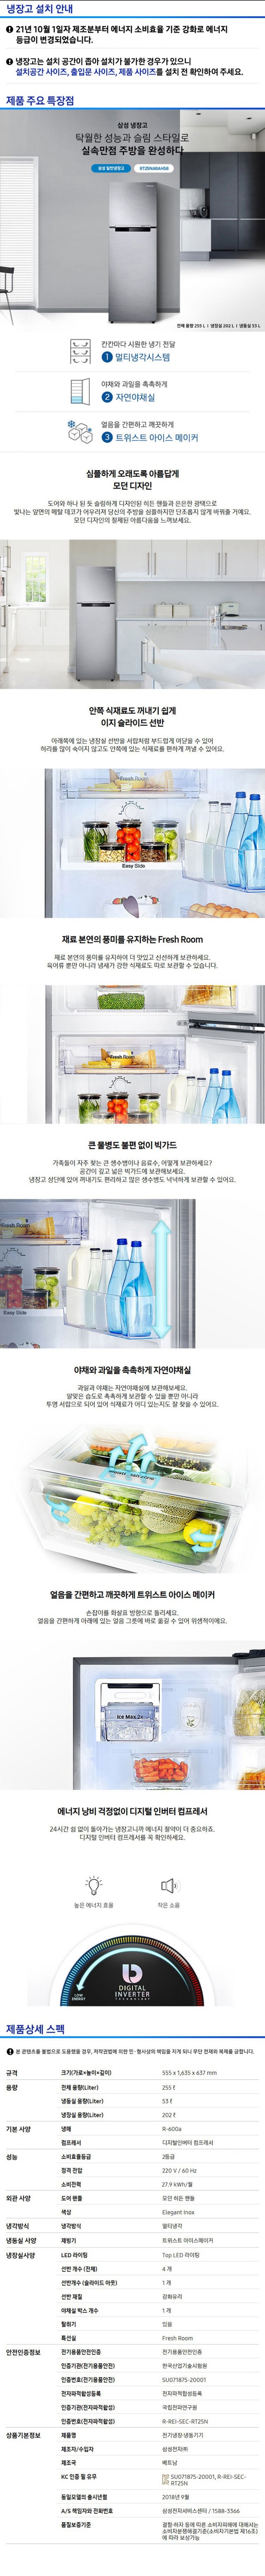 냉장고 설치 안내
21년 10월 1일자 제조분부터 에너지 소비효율 기준 강화로 에너지
등급이 변경되었습니다.
냉장고는 설치 공간이 좁아 설치가 불가한 경우가 있으니
설치공간 사이즈, 출입문 사이즈, 제품 사이즈를 설치 전 확인하여 주세요.
제품 주요 특장점
삼성 냉장고
탁월한 성능과 슬림 스타일로
실속만점 주방을 완성하다
삼성 일반냉장고
전체 용량 255 L I 냉장실 202 L I 냉동실 53 L
칸칸마다 시원한 냉기 전달
1 멀티냉각시스템
야채와 과일을 촉촉하게
2 자연야채실
얼음을 간편하고 깨끗하게
3 트위스트 아이스 메이커
심플하게 오래도록 아름답게
모던 디자인
도어와 하나 된 듯 슬림하게 디자인된 히든 핸들과 은은한 광택으로
빛나는 앞면의 메탈 데코가 어우러져 당신의 주방을 심플하지만 단조롭지 않게 바꿔줄 거예요.
모던 디자인의 절제된 아름다움을 느껴보세요.
안쪽 식재료도 꺼내기 쉽게
이지 슬라이드 선반
아래쪽에 있는 냉장실 선반을 서랍처럼 부드럽게 여닫을 수 있어
허리를 많이 숙이지 않고도 안쪽에 있는 식재료를 편하게 꺼낼 수 있어요.
Fresh Room
Easy Slide
재료 본연의 풍미를 유지하는 Fresh Room
재료 본연의 풍미를 유지하여 더 맛있고 신선하게 보관하세요.
육어류 뿐만 아니라 냄새가 강한 식재료도 따로 보관할 수 있습니다.
Fresh Room
큰 물병도 불편 없이 빅가드
가족들이 자주 찾는 큰 생수병이나 음료수, 어떻게 보관하세요?
공간이 깊고 넓은 빅가드에 보관해보세요.
냉장고 상단에 있어 꺼내기도 편리하고 많은 생수병도 넉넉하게 보관할 수 있어요.
Fresh Room
Easy Slide
야채와 과일을 촉촉하게 자연야채실
과일과 야채는 자연야채실에 보관해보세요.
알맞은 습도로 촉촉하게 보관할 수 있을 뿐만 아니라
투명 서랍으로 되어 있어 식재료가 어디 있는지도 잘 찾을 수 있어요.
얼음을 간편하고 깨끗하게 트위스트 아이스 메이커
손잡이를 화살표 방향으로 돌리세요.
얼음을 간편하게 아래에 있는 얼음 그릇에 바로 옮길 수 있어 위생적이에요.
Ice Max 2x
에너지 낭비 걱정없이 디지털 인버터 컴프레서
24시간 쉼 없이 돌아가는 냉장고니까 에너지 절약이 더 중요하죠.
디지털 인버터 컴프레서를 꼭 확인하세요.
높은 에너지 효율
작은 소음
DIGITAL
INVERTER
TECHNOLOGY
LOW
ENERGY
제품상세 스펙
본 콘텐츠를 불법으로 도용했을 경우, 저작권법에 의한 민·형사상의 책임을 지게 되니 무단 전재와 복제를 금합니다.
규격 크기(가로×높이×깊이) 555 x 1,635 x 637 mm
용량 전체 용량(Liter) 255 ℓ
냉동실 용량(Liter) 53 ℓ
냉장실 용량(Liter) 202 ℓ
기본 사양 냉매 R-600a
컴프레서 디지털인버터 컴프레서
성능 소비효율등급 2등급
정격 전압 220 V / 60 Hz
소비전력 27.9 kWh/월
외관 사양 도어 핸들 모던 히든 핸들
색상 Elegant Inox
냉각방식 냉각방식 멀티냉각
냉동실 사양 제빙기 트위스트 아이스메이커
냉장실사양 LED 라이팅 Top LED 라이팅
선반 개수 (전체) 4 개
선반개수 (슬라이드 아웃) 1 개
선반 재질 강화유리
야채실 박스 개수 1 개
탈취기 있음
특선실 Fresh Room
안전인증정보 전기용품안전인증 전기용품안전인증
인증기관(전기용품안전) 한국산업기술시험원
인증번호(전기용품안전) SU071875-20001
전자파적합성등록 전자파적합성등록
인증기관(전자파적합성) 국립전파연구원
인증번호(전자파적합성) R-REI-SEC-RT25N
상품기본정보 제품명 전기냉장·냉동기기
제조자/수입자 삼성전자㈜
제조국 베트남
KC 인증 필 유무 SU071875-20001, R-REI-SEC-
RT25N
동일모델의 출시년월 2018년 9월
A/S 책임자와 전화번호 삼성전자서비스센터 / 1588-3366
품질보증기준 결함·하자 등에 따른 소비자피해에 대해서는
소비자분쟁해결기준(소비자기본법 제16조)
에 따라 보상가능